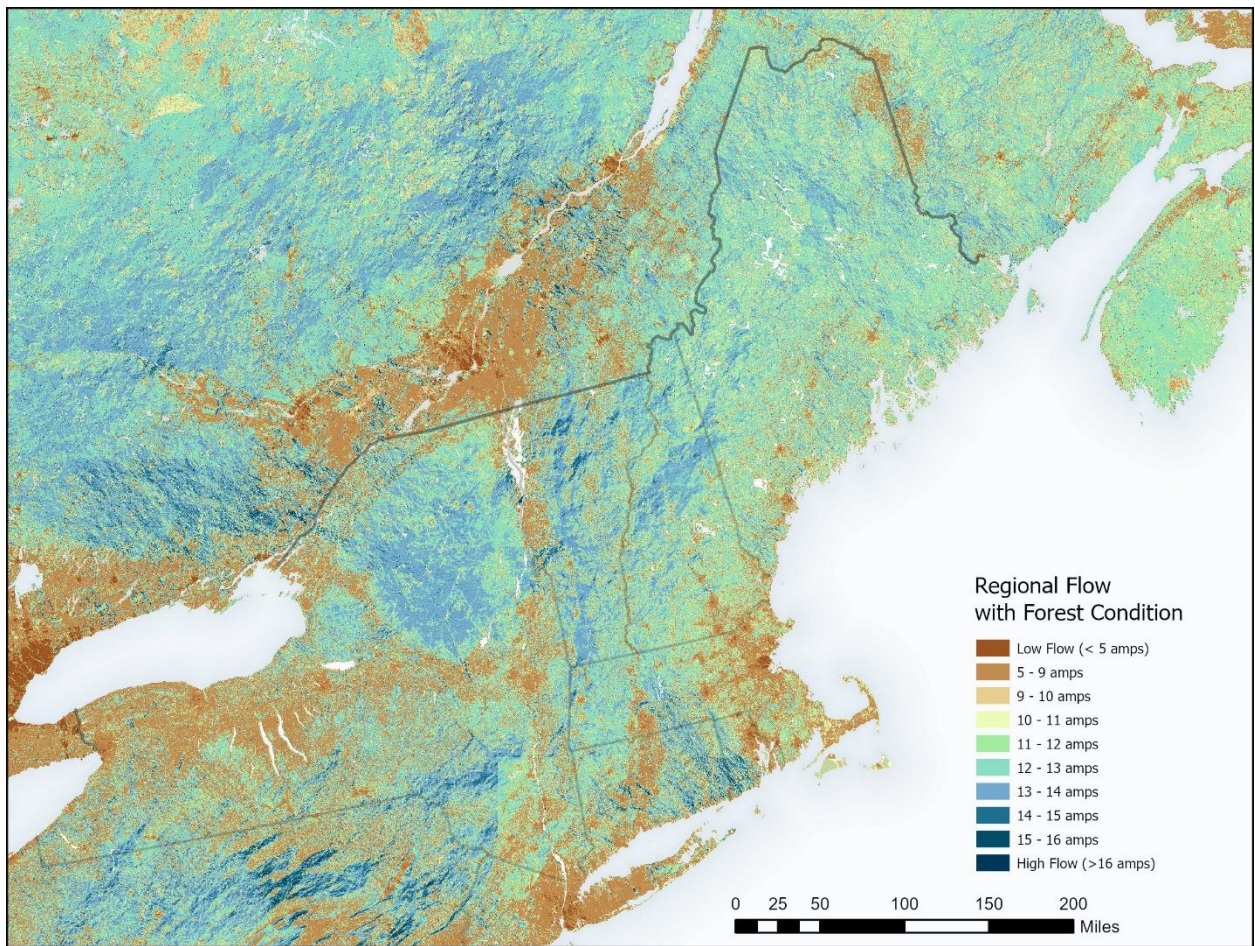 Regional Flow
with Forest Condition
Low Flow (< 5 amps)
5 - 9 amps
9 - 10 amps
10 - 11 amps
11 - 12 amps
12 - 13 amps
13 - 14 amps
14 - 15 amps
15 - 16 amps
High Flow (>16 amps)
0 25 50 100 150 200
Miles